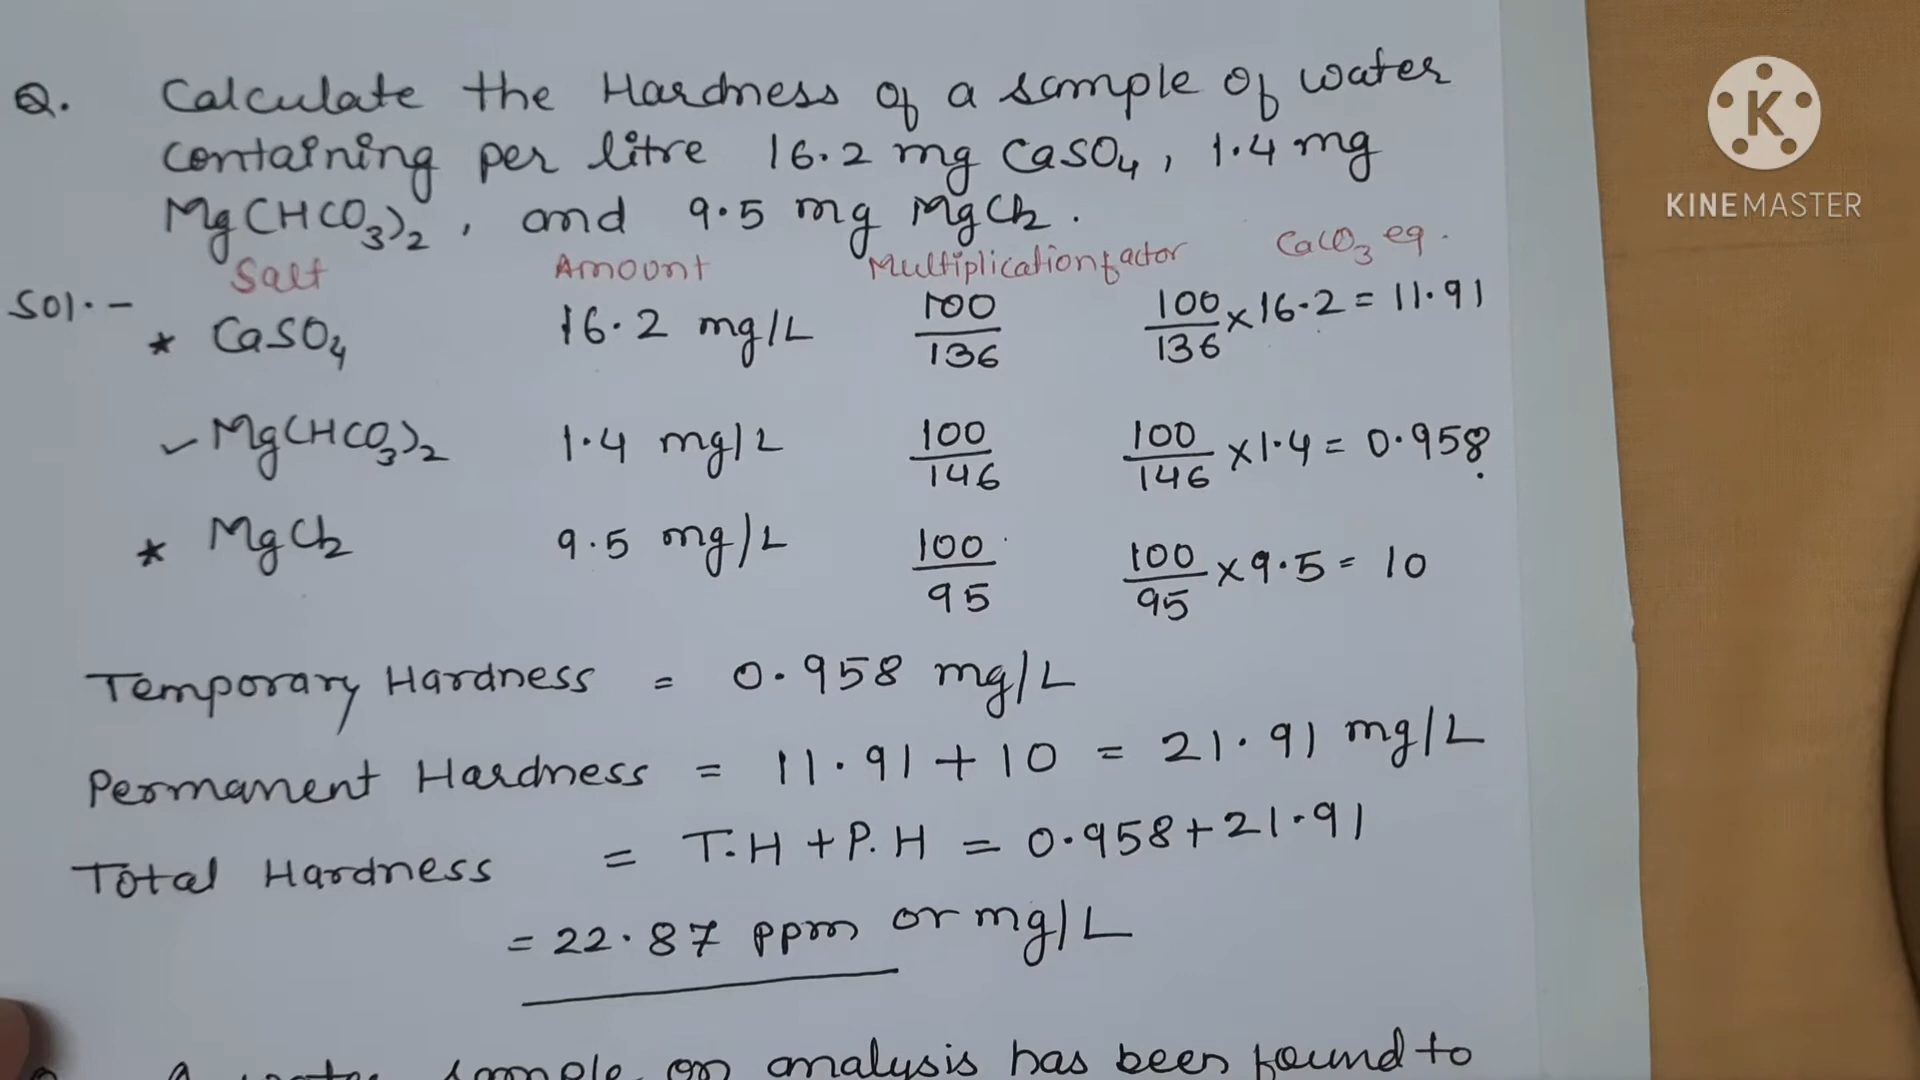 Q. Calculate the Hardness of a sample of water
containing per litre 16.2 mg CaSO4, 1.4 mg
Mg(HCO3)2, and 9.5 mg MgCl2.
Salt Amount Multiplication factor CaCO3 eq.
Sol.- * CaSO4 16.2 mg/L 100/136 100/136 × 16.2 = 11.91
✓ Mg(HCO3)2 1.4 mg/L 100/146 100/146 × 1.4 = 0.958
* MgCl2 9.5 mg/L 100/95 100/95 × 9.5 = 10
Temporary Hardness = 0.958 mg/L
Permanent Hardness = 11.91 + 10 = 21.91 mg/L
Total Hardness = T.H + P.H = 0.958 + 21.91
= 22.87 ppm or mg/L
A water sample on analysis has been found to
K
KINEMASTER